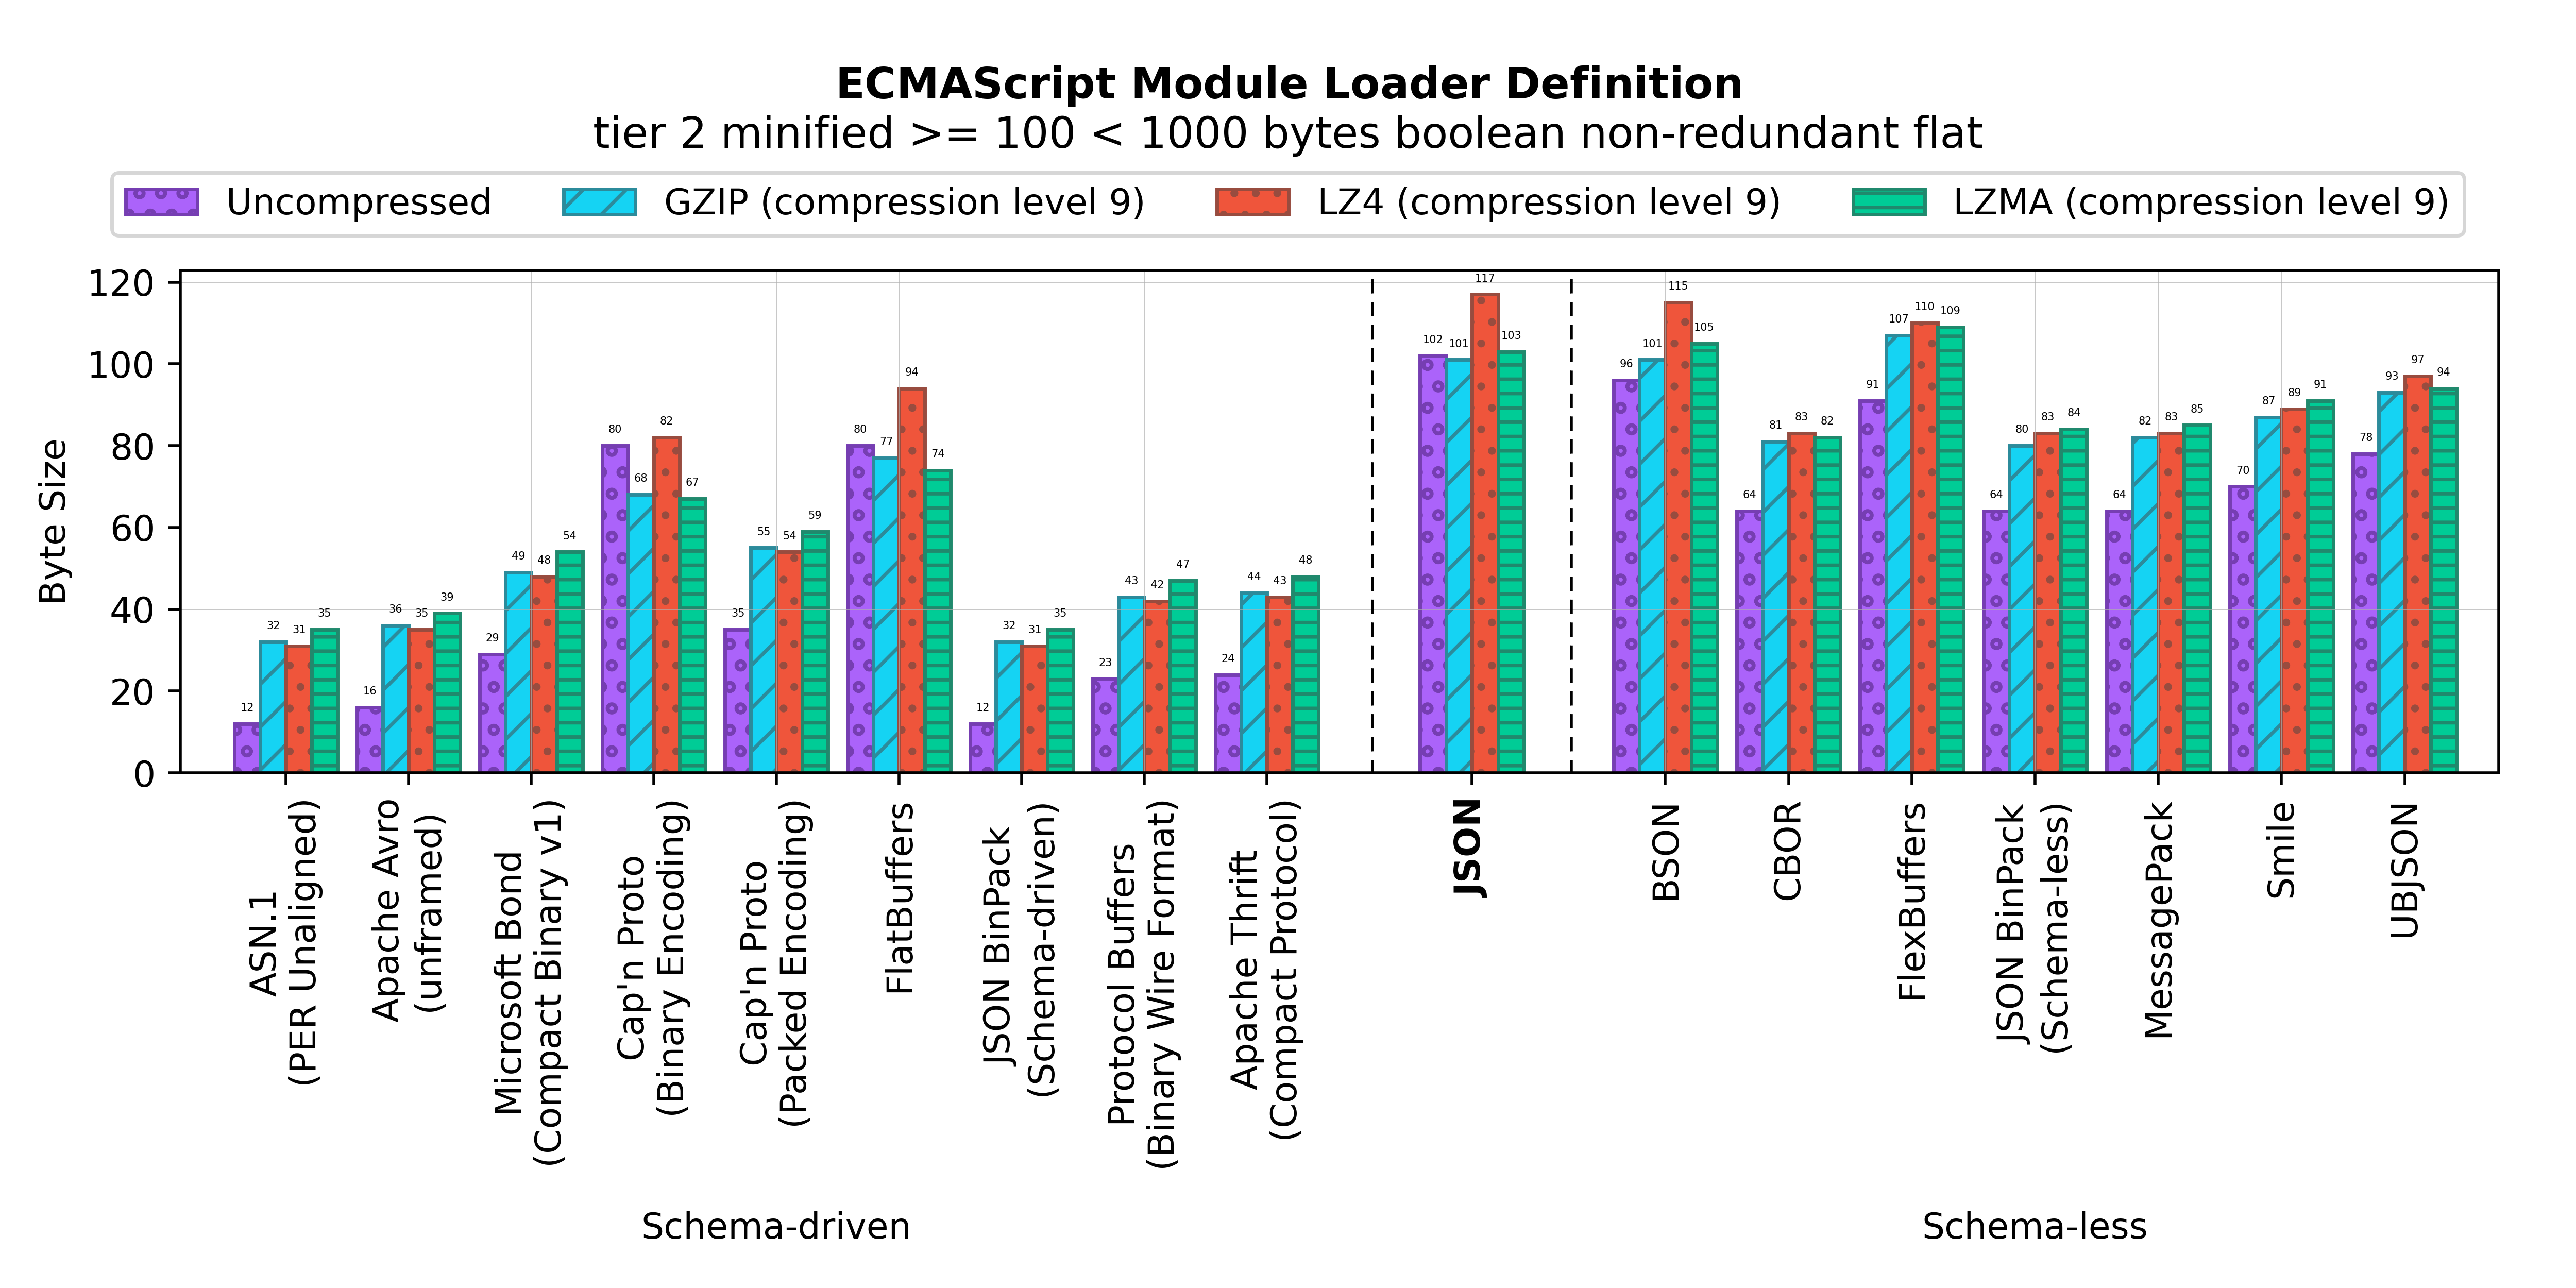 ECMAScript Module Loader Definition
tier 2 minified >= 100 < 1000 bytes boolean non-redundant flat
Uncompressed
GZIP (compression level 9)
LZ4 (compression level 9)
LZMA (compression level 9)
Byte Size
120
100
80
60
40
20
0
12 32 31 35
16 36 35 39
29 49 48 54
80 68 82 67
35 55 54 59
80 77 94 74
12 32 31 35
23 43 42 47
24 44 43 48
102 101 117 103
96 101 115 105
64 81 83 82
91 107 110 109
64 80 83 84
64 82 83 85
70 87 89 91
78 93 97 94
ASN.1
(PER Unaligned)
Apache Avro
(unframed)
Microsoft Bond
(Compact Binary v1)
Cap'n Proto
(Binary Encoding)
Cap'n Proto
(Packed Encoding)
FlatBuffers
JSON BinPack
(Schema-driven)
Protocol Buffers
(Binary Wire Format)
Apache Thrift
(Compact Protocol)
JSON
BSON
CBOR
FlexBuffers
JSON BinPack
(Schema-less)
MessagePack
Smile
UBJSON
Schema-driven
Schema-less